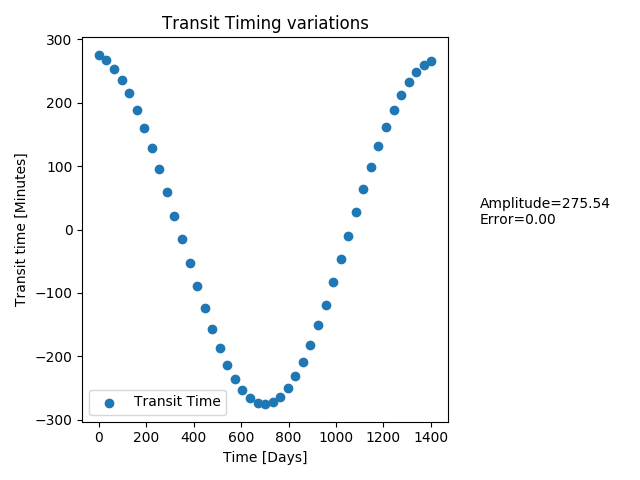 Transit Timing variations
300
200
100
0
−100
−200
−300
Transit time [Minutes]
Transit Time
0
200
400
600
800
1000
1200
1400
Time [Days]
Amplitude=275.54
Error=0.00